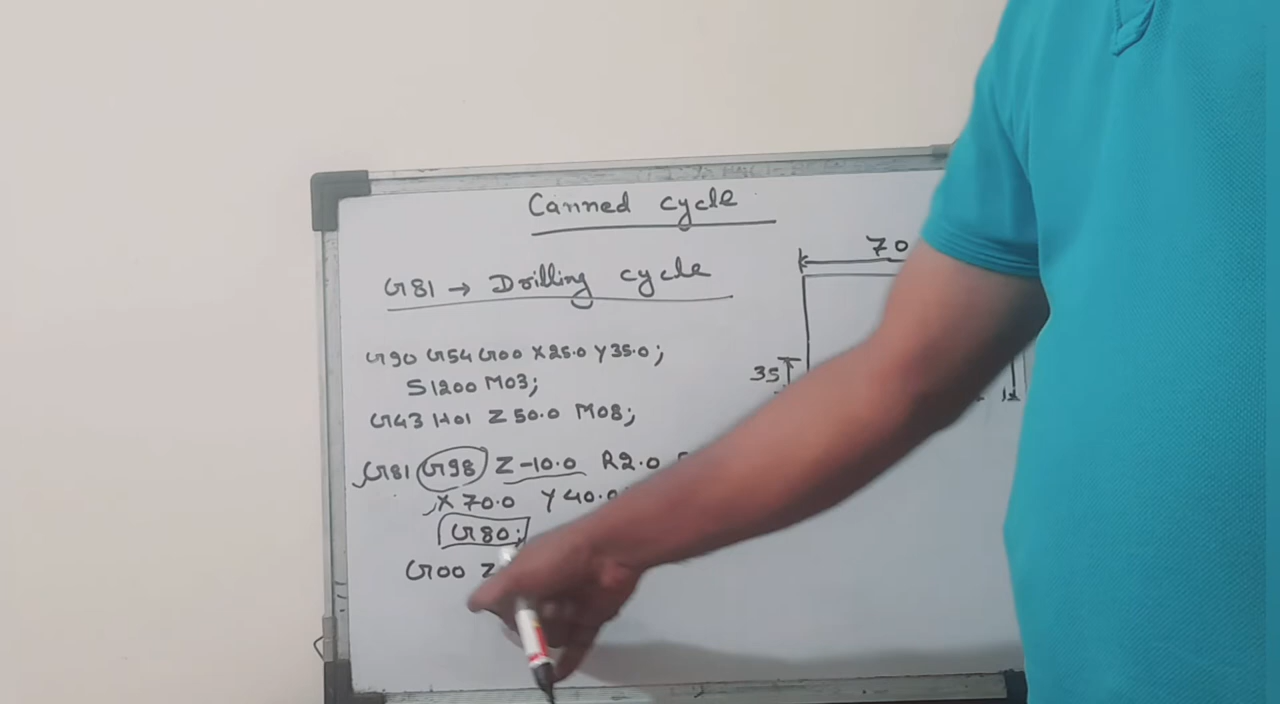 Canned cycle
G81 → Drilling cycle
70
G90 G54 G00 X25.0 Y35.0;
S1200 M03;
35
G43 H01 Z50.0 M08;
G81 G98 Z-10.0 R2.0
X70.0 Y40.0
G80;
G00 Z